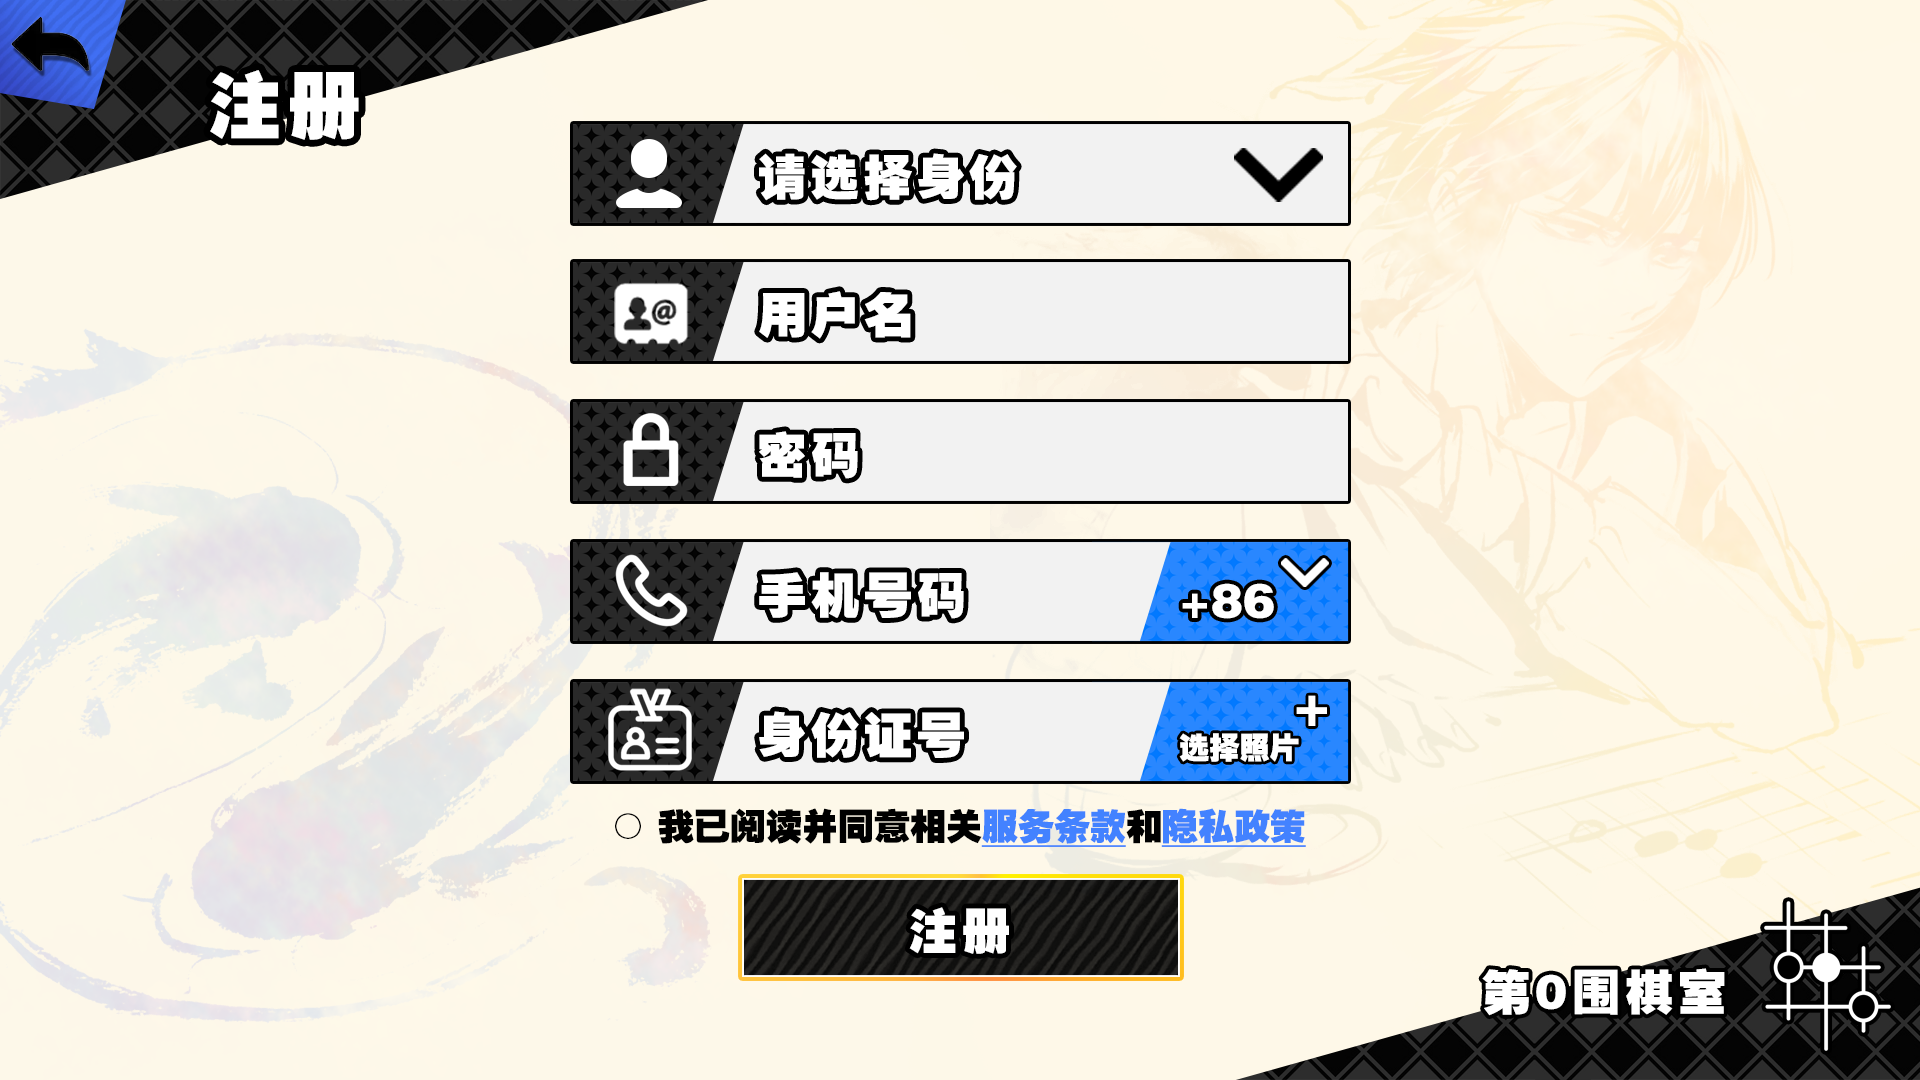 注册
请选择身份
用户名
密码
手机号码 +86
身份证号 选择照片
我已阅读并同意相关服务条款和隐私政策
注册
第0围棋室